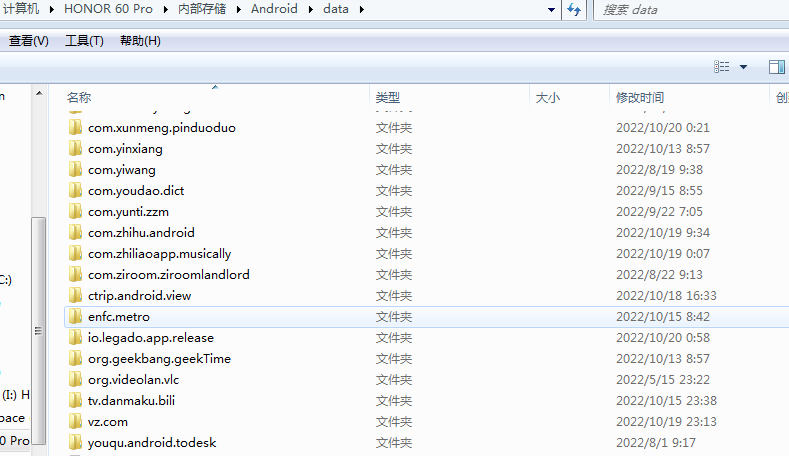 计算机 HONOR 60 Pro 内部存储 Android data 搜索 data
查看(V) 工具(T) 帮助(H)
名称 类型 大小 修改时间 创
com.xunmeng.pinduoduo 文件夹 2022/10/20 0:21
com.yinxiang 文件夹 2022/10/13 8:57
com.yiwang 文件夹 2022/8/19 9:38
com.youdao.dict 文件夹 2022/9/15 8:55
com.yunti.zzm 文件夹 2022/9/22 7:05
com.zhihu.android 文件夹 2022/10/19 9:34
com.zhiliaoapp.musically 文件夹 2022/10/19 0:07
com.ziroom.ziroomlandlord 文件夹 2022/8/22 9:13
C:) ctrip.android.view 文件夹 2022/10/18 16:33
enfc.metro 文件夹 2022/10/15 8:42
io.legado.app.release 文件夹 2022/10/20 0:58
org.geekbang.geekTime 文件夹 2022/10/13 8:57
org.videolan.vlc 文件夹 2022/5/15 23:22
(I:) H tv.danmaku.bili 文件夹 2022/10/15 23:38
pace vz.com 文件夹 2022/10/19 23:13
0 Pro youqu.android.todesk 文件夹 2022/8/1 9:17